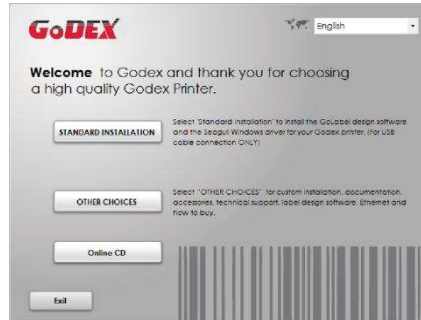 GoDEX
English
Welcome to Godex and thank you for choosing
a high quality Godex Printer.
STANDARD INSTALLATION
Select "Standard Installation" to install the GoLabel design software
and the Seagull Windows driver for your Godex printer. (For USB
cable connection ONLY)
OTHER CHOICES
Select "OTHER CHOICES" for custom installation, documentation,
accessories, technical support, label design software, Ethernet and
how to buy.
Online CD
Exit